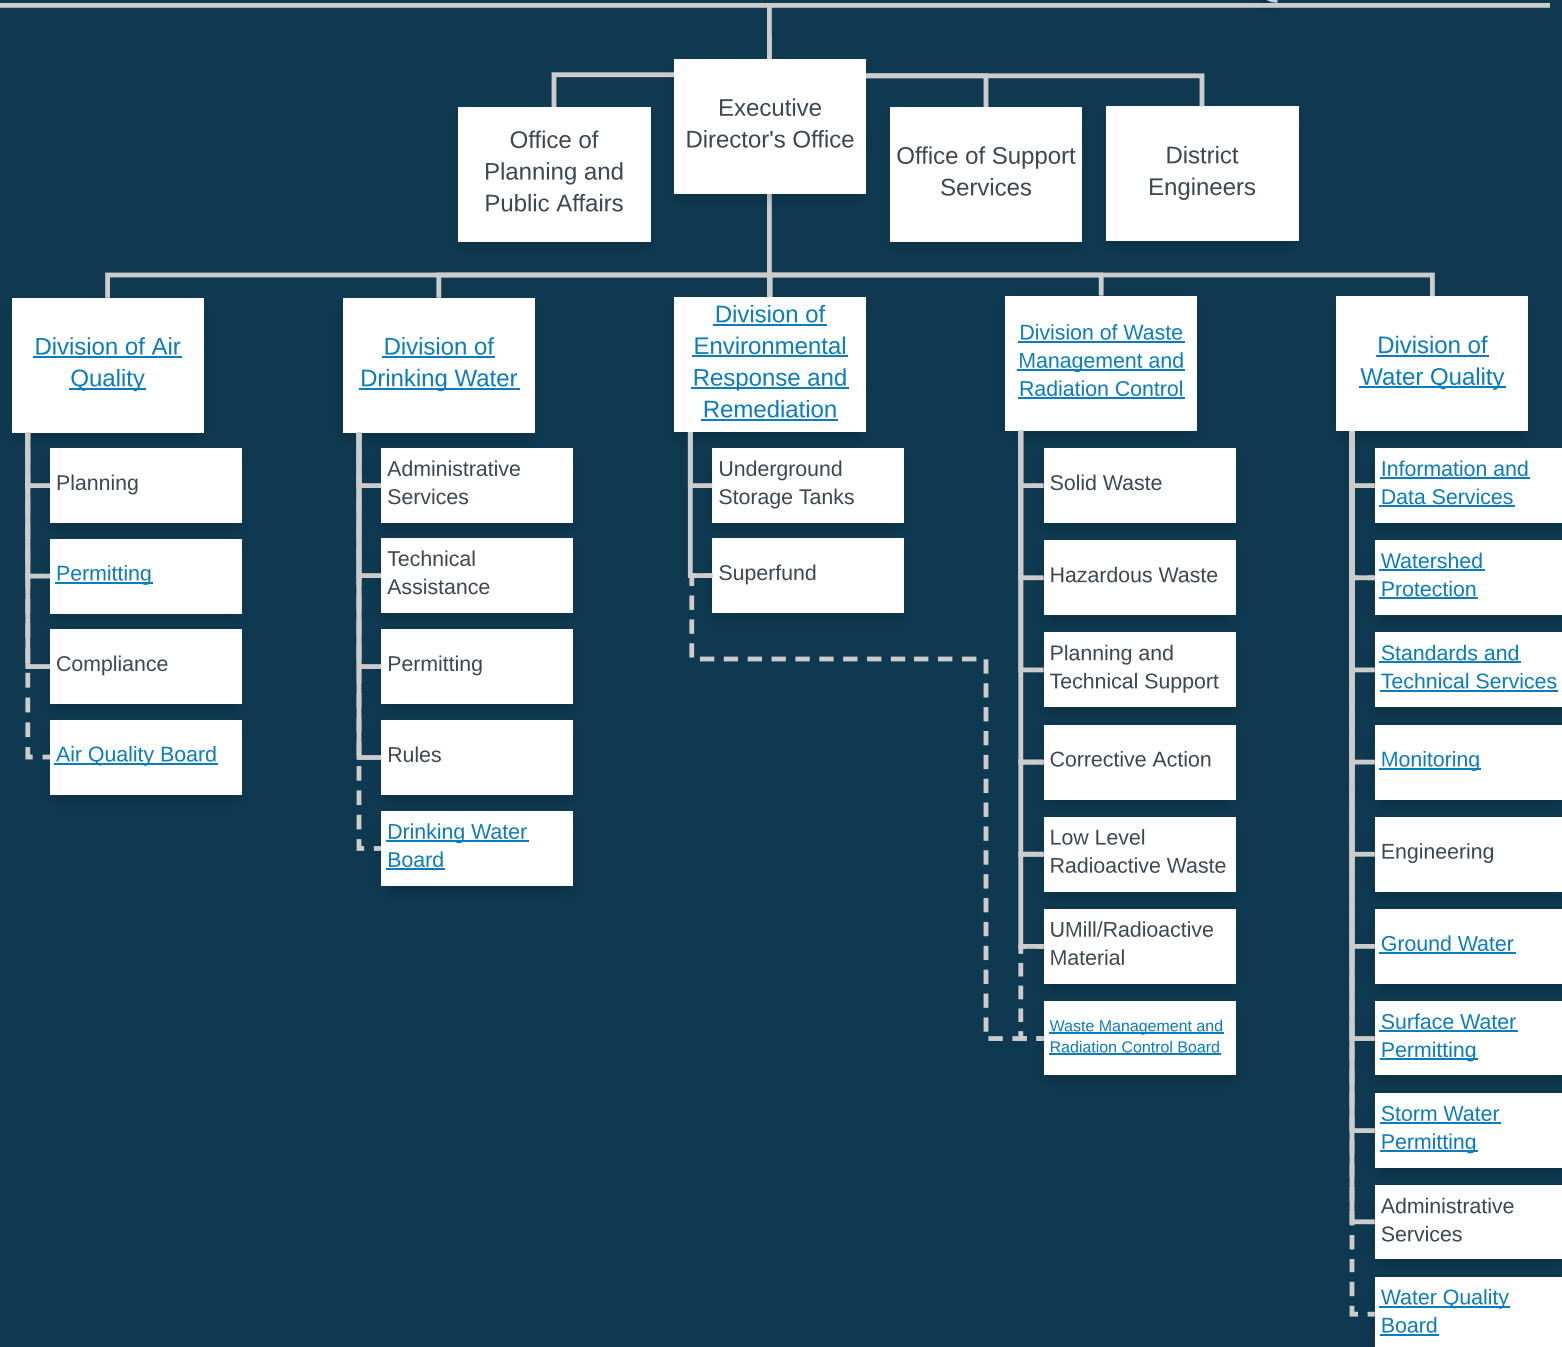 Executive
Director's Office
Office of
Planning and
Public Affairs
Office of Support
Services
District
Engineers
Division of Air
Quality
Planning
Permitting
Compliance
Air Quality Board
Division of
Drinking Water
Administrative
Services
Technical
Assistance
Permitting
Rules
Drinking Water
Board
Division of
Environmental
Response and
Remediation
Underground
Storage Tanks
Superfund
Division of Waste
Management and
Radiation Control
Solid Waste
Hazardous Waste
Planning and
Technical Support
Corrective Action
Low Level
Radioactive Waste
UMill/Radioactive
Material
Waste Management and
Radiation Control Board
Division of
Water Quality
Information and
Data Services
Watershed
Protection
Standards and
Technical Services
Monitoring
Engineering
Ground Water
Surface Water
Permitting
Storm Water
Permitting
Administrative
Services
Water Quality
Board